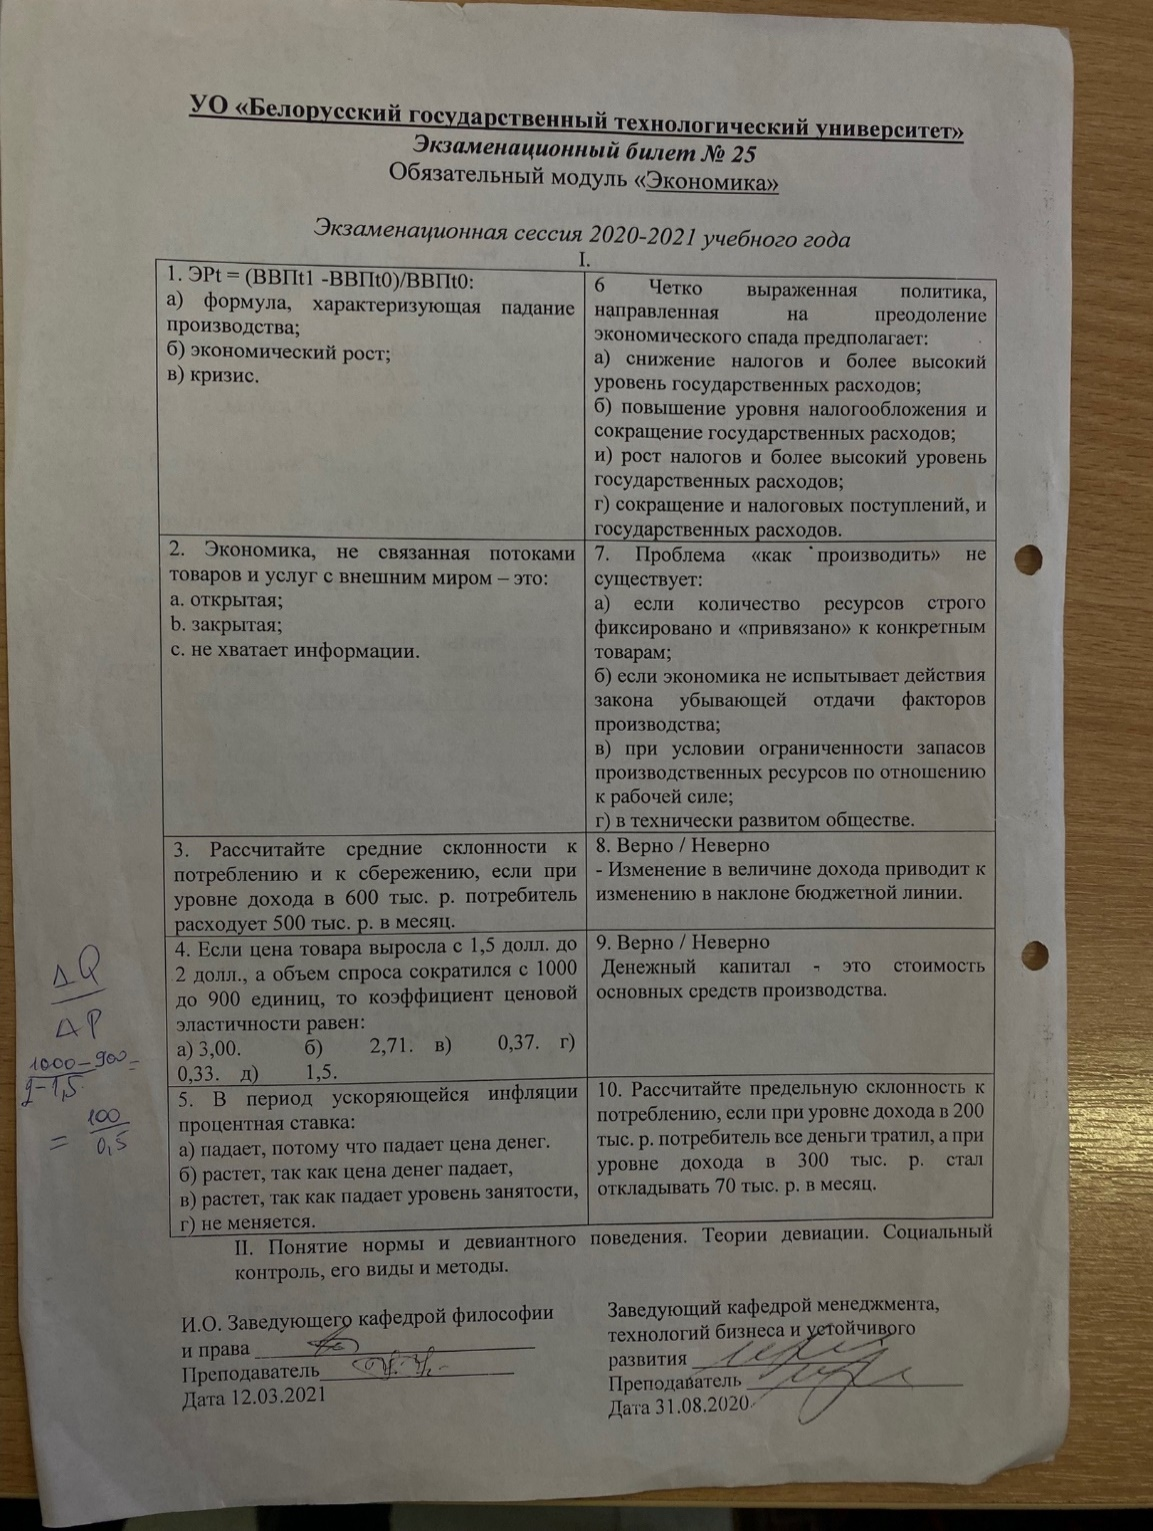 УО «Белорусский государственный технологический университет»
Экзаменационный билет № 25
Обязательный модуль «Экономика»
Экзаменационная сессия 2020-2021 учебного года
I.
1. ЭРt = (ВВПt1 -ВВПt0)/ВВПt0:
а) формула, характеризующая падание
производства;
б) экономический рост;
в) кризис.
6 Четко выраженная политика,
направленная на преодоление
экономического спада предполагает:
а) снижение налогов и более высокий
уровень государственных расходов;
б) повышение уровня налогообложения и
сокращение государственных расходов;
и) рост налогов и более высокий уровень
государственных расходов;
г) сокращение и налоговых поступлений, и
государственных расходов.
2. Экономика, не связанная потоками
товаров и услуг с внешним миром – это:
a. открытая;
b. закрытая;
c. не хватает информации.
7. Проблема «как производить» не
существует:
а) если количество ресурсов строго
фиксировано и «привязано» к конкретным
товарам;
б) если экономика не испытывает действия
закона убывающей отдачи факторов
производства;
в) при условии ограниченности запасов
производственных ресурсов по отношению
к рабочей силе;
г) в технически развитом обществе.
3. Рассчитайте средние склонности к
потреблению и к сбережению, если при
уровне дохода в 600 тыс. р. потребитель
расходует 500 тыс. р. в месяц.
8. Верно / Неверно
- Изменение в величине дохода приводит к
изменению в наклоне бюджетной линии.
4. Если цена товара выросла с 1,5 долл. до
2 долл., а объем спроса сократился с 1000
до 900 единиц, то коэффициент ценовой
эластичности равен:
а) 3,00. б) 2,71. в) 0,37. г)
0,33. д) 1,5.
9. Верно / Неверно
Денежный капитал - это стоимость
основных средств производства.
5. В период ускоряющейся инфляции
процентная ставка:
а) падает, потому что падает цена денег.
б) растет, так как цена денег падает,
в) растет, так как падает уровень занятости,
г) не меняется.
10. Рассчитайте предельную склонность к
потреблению, если при уровне дохода в 200
тыс. р. потребитель все деньги тратил, а при
уровне дохода в 300 тыс. р. стал
откладывать 70 тыс. р. в месяц.
ΔQ
ΔP
1000-900 =
2-1,5
= 100
0,5
II. Понятие нормы и девиантного поведения. Теории девиации. Социальный
контроль, его виды и методы.
И.О. Заведующего кафедрой философии
и права
Преподаватель
Дата 12.03.2021
Заведующий кафедрой менеджмента,
технологий бизнеса и устойчивого
развития
Преподаватель
Дата 31.08.2020